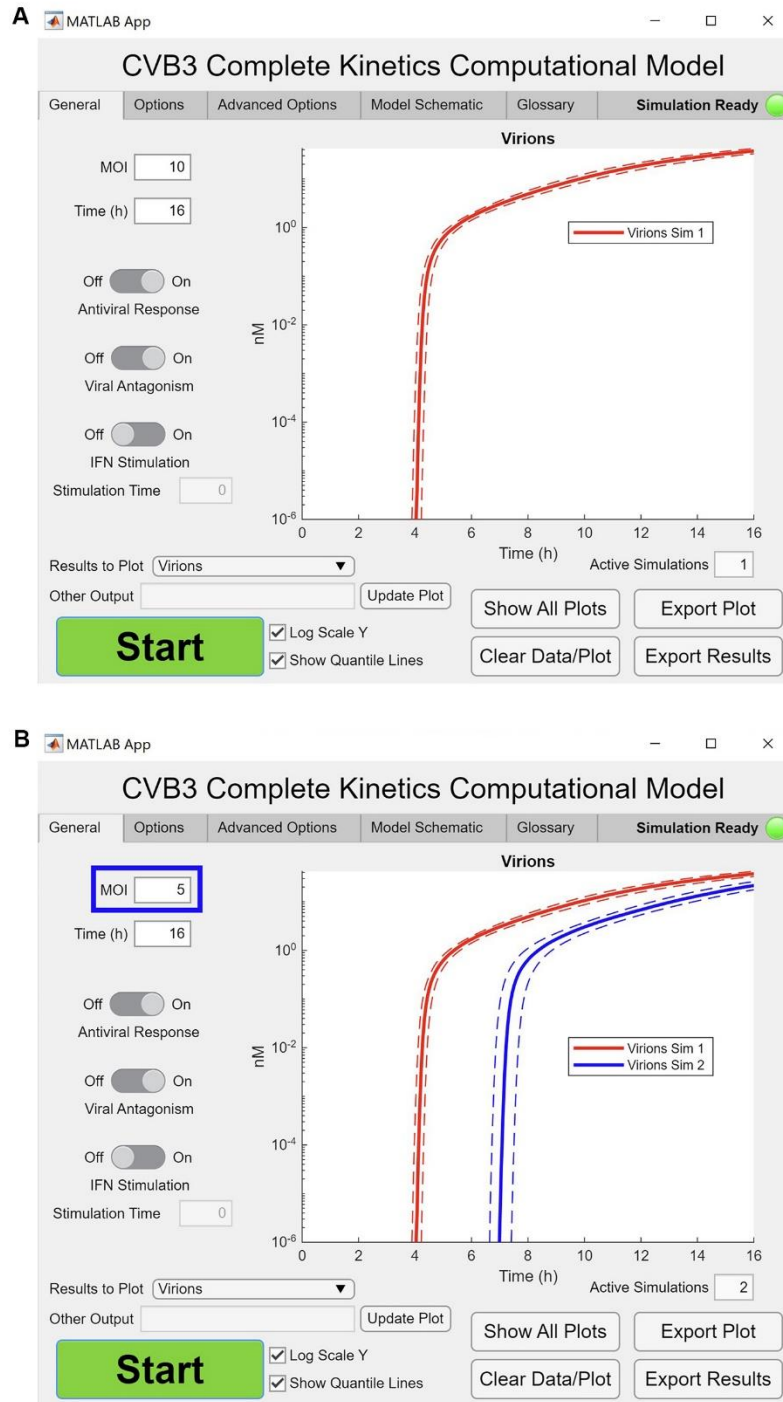 A MATLAB App
CVB3 Complete Kinetics Computational Model
General Options Advanced Options Model Schematic Glossary Simulation Ready
MOI 10
Time (h) 16
Off On
Antiviral Response
Off On
Viral Antagonism
Off On
IFN Stimulation
Stimulation Time 0
Virions
nM
10^0
10^-2
10^-4
10^-6
0 2 4 6 8 10 12 14 16
Time (h)
Virions Sim 1
Active Simulations 1
Results to Plot Virions
Other Output Update Plot
Start
Log Scale Y
Show Quantile Lines
Show All Plots Export Plot
Clear Data/Plot Export Results
B MATLAB App
CVB3 Complete Kinetics Computational Model
General Options Advanced Options Model Schematic Glossary Simulation Ready
MOI 5
Time (h) 16
Off On
Antiviral Response
Off On
Viral Antagonism
Off On
IFN Stimulation
Stimulation Time 0
Virions
nM
10^0
10^-2
10^-4
10^-6
0 2 4 6 8 10 12 14 16
Time (h)
Virions Sim 1
Virions Sim 2
Active Simulations 2
Results to Plot Virions
Other Output Update Plot
Start
Log Scale Y
Show Quantile Lines
Show All Plots Export Plot
Clear Data/Plot Export Results